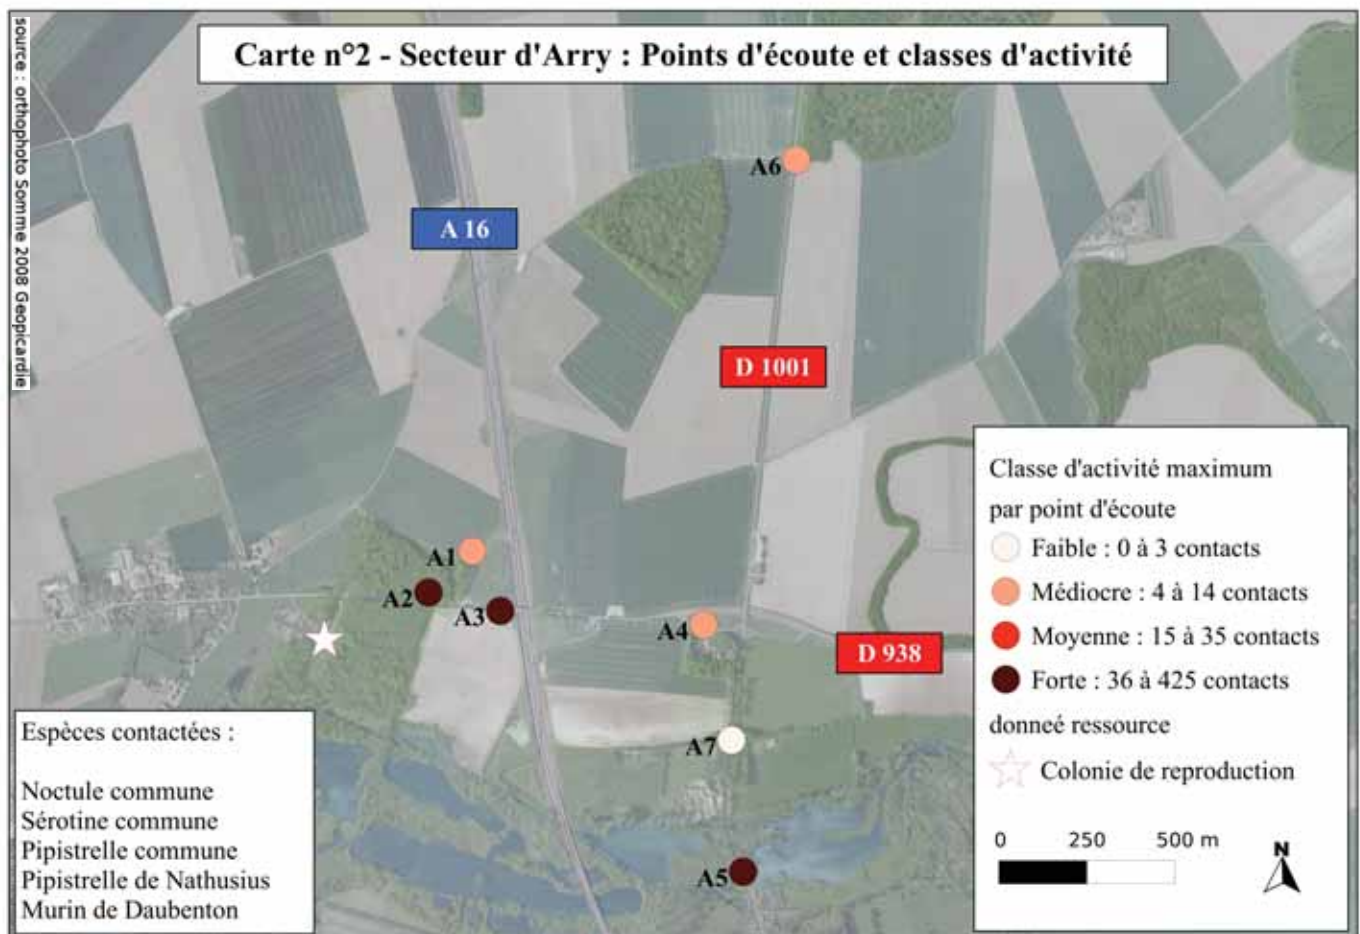 Carte n°2 - Secteur d'Arry : Points d'écoute et classes d'activité
source : orthophoto Somme 2008 Geopicardie
A6
A 16
D 1001
A1
A2
A3
A4
D 938
A7
A5
Classe d'activité maximum
par point d'écoute
Faible : 0 à 3 contacts
Médiocre : 4 à 14 contacts
Moyenne : 15 à 35 contacts
Forte : 36 à 425 contacts
donneé ressource
Colonie de reproduction
0 250 500 m
N
Espèces contactées :
Noctule commune
Sérotine commune
Pipistrelle commune
Pipistrelle de Nathusius
Murin de Daubenton